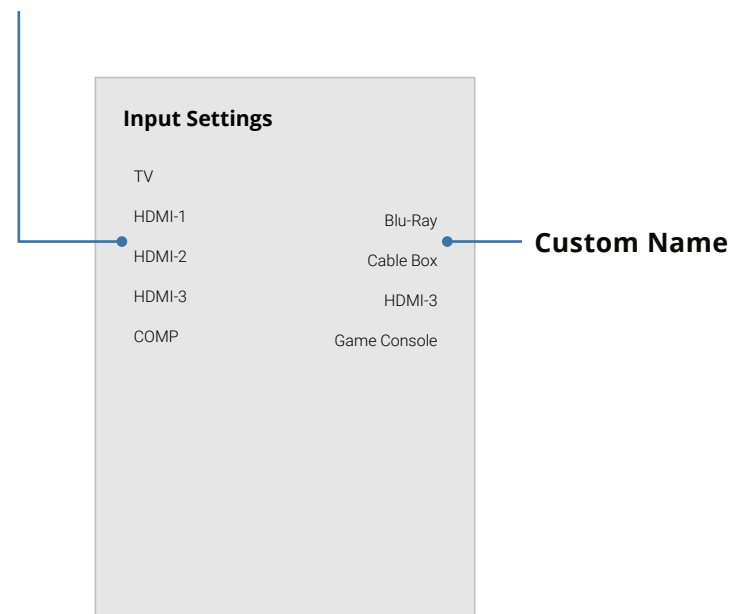 Input Settings
TV
HDMI-1 Blu-Ray
HDMI-2 Cable Box
HDMI-3 HDMI-3
COMP Game Console
Custom Name